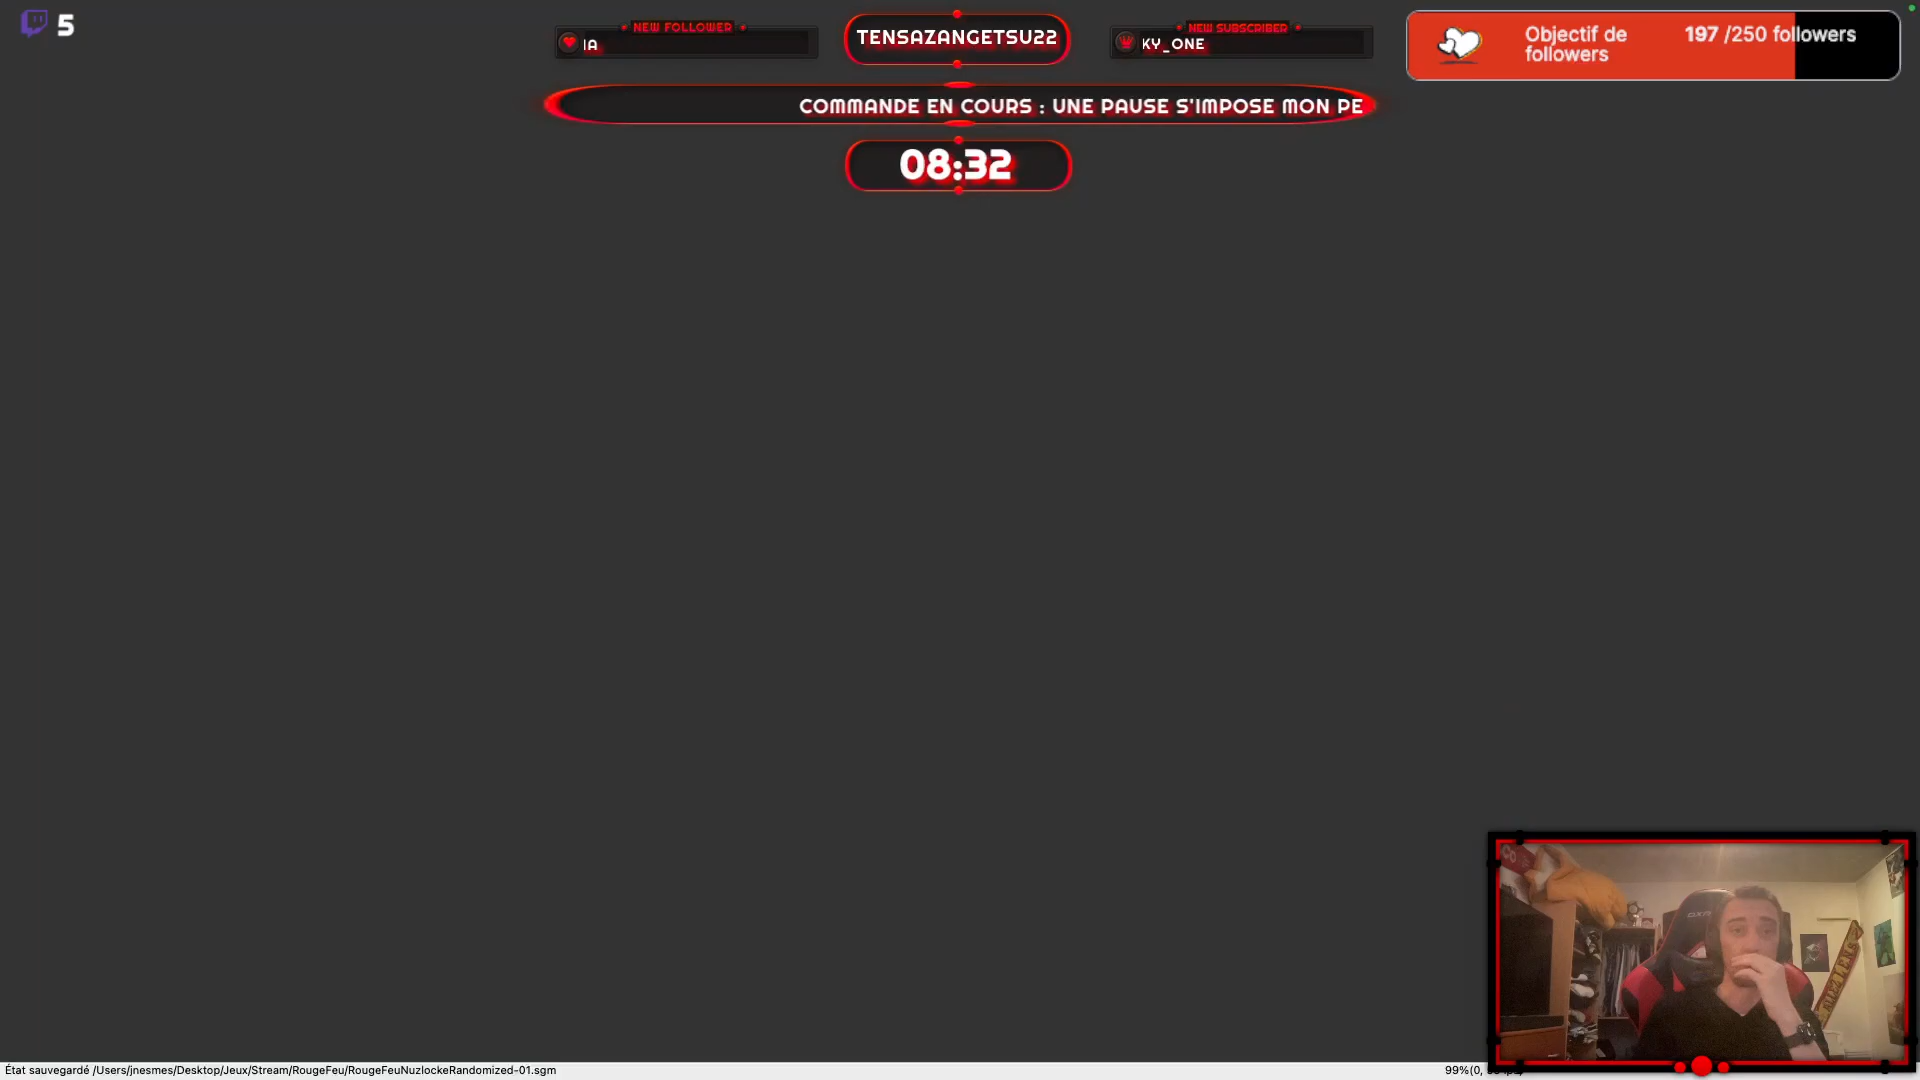 5
NEW FOLLOWER
IA
TENSAZANGETSU22
NEW SUBSCRIBER
KY_ONE
Objectif de
followers
197 /250 followers
COMMANDE EN COURS : UNE PAUSE S'IMPOSE MON PE
08:32
État sauvegardé /Users/jnesmes/Desktop/Jeux/Stream/RougeFeu/RougeFeuNuzlockeRandomized-01.sgm
99%(0,